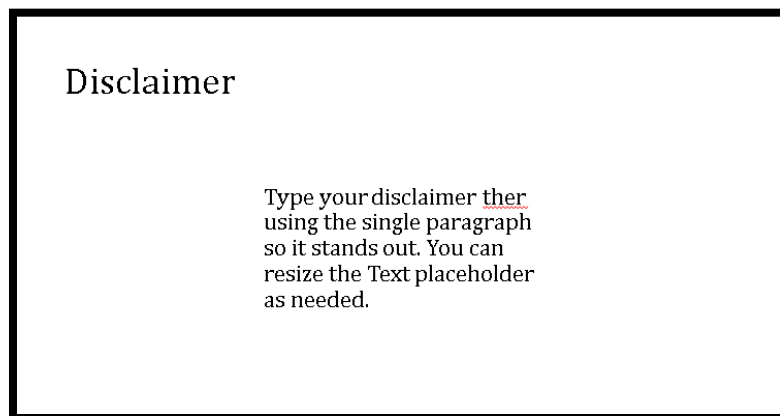 Disclaimer
Type your disclaimer ther
using the single paragraph
so it stands out. You can
resize the Text placeholder
as needed.